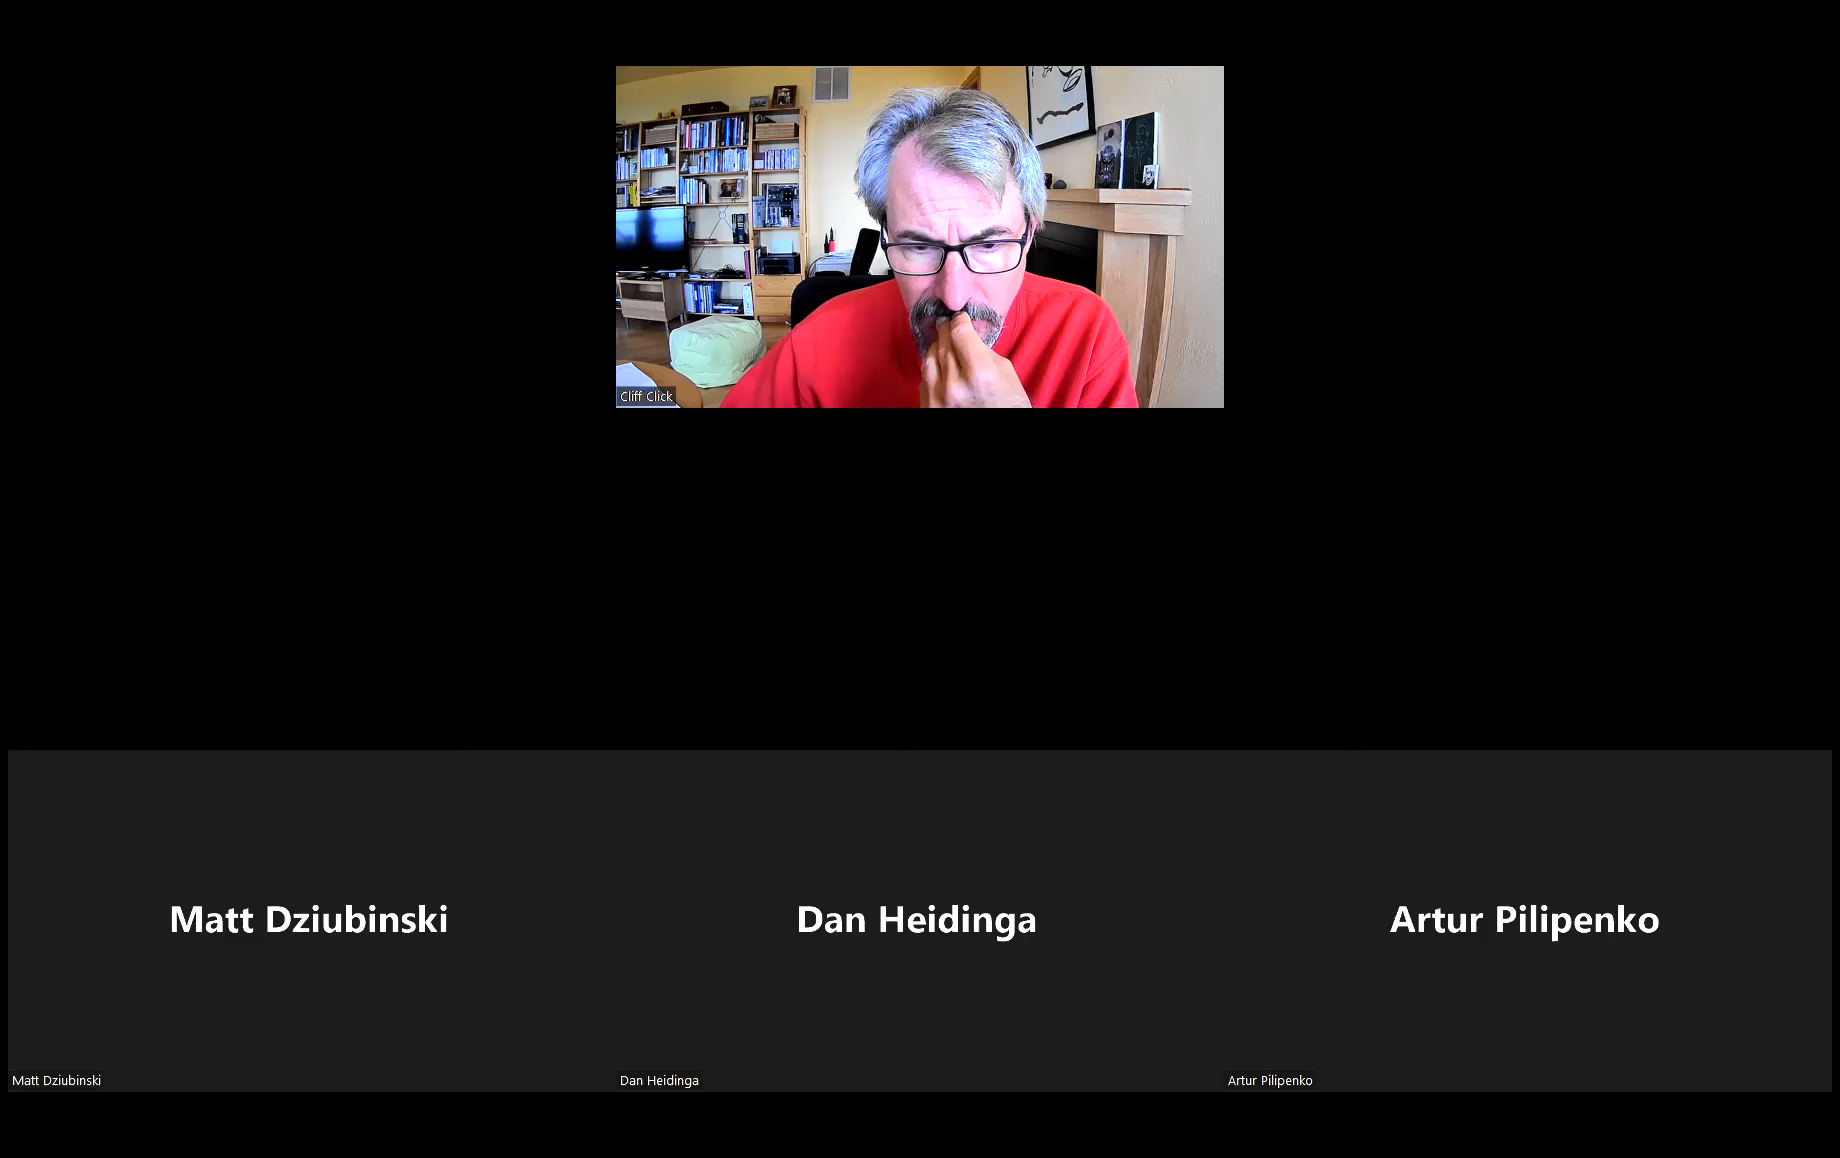 Cliff Click
Matt Dziubinski
Dan Heidinga
Artur Pilipenko
Matt Dziubinski
Dan Heidinga
Artur Pilipenko